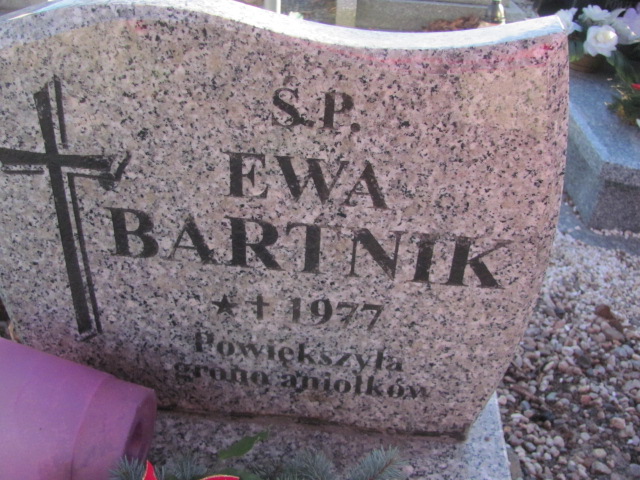 Ś.P.
EWA
BARTNIK
★ ✝ 1977
Powiększyła
grono aniołków